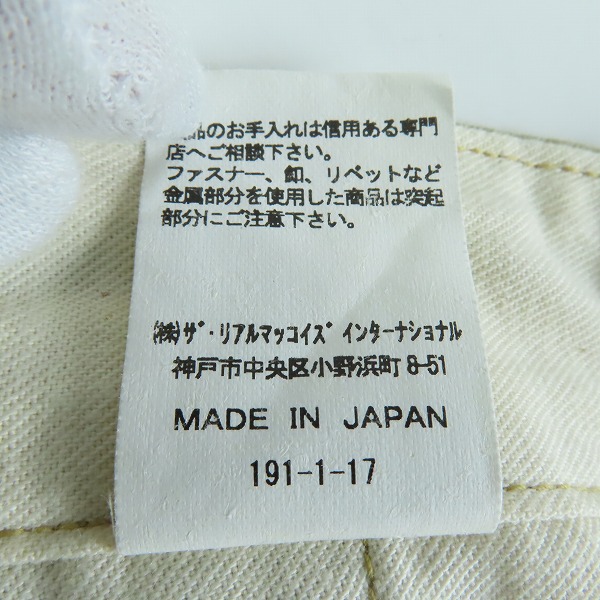 品のお手入れは信用ある専門
店へご相談下さい。
ファスナー、釦、リベットなど
金属部分を使用した商品は突起
部分にご注意下さい。
㈱ｻﾞ・リアルマッコイｽﾞ インターナショナル
神戸市中央区小野浜町 8-51
MADE IN JAPAN
191-1-17